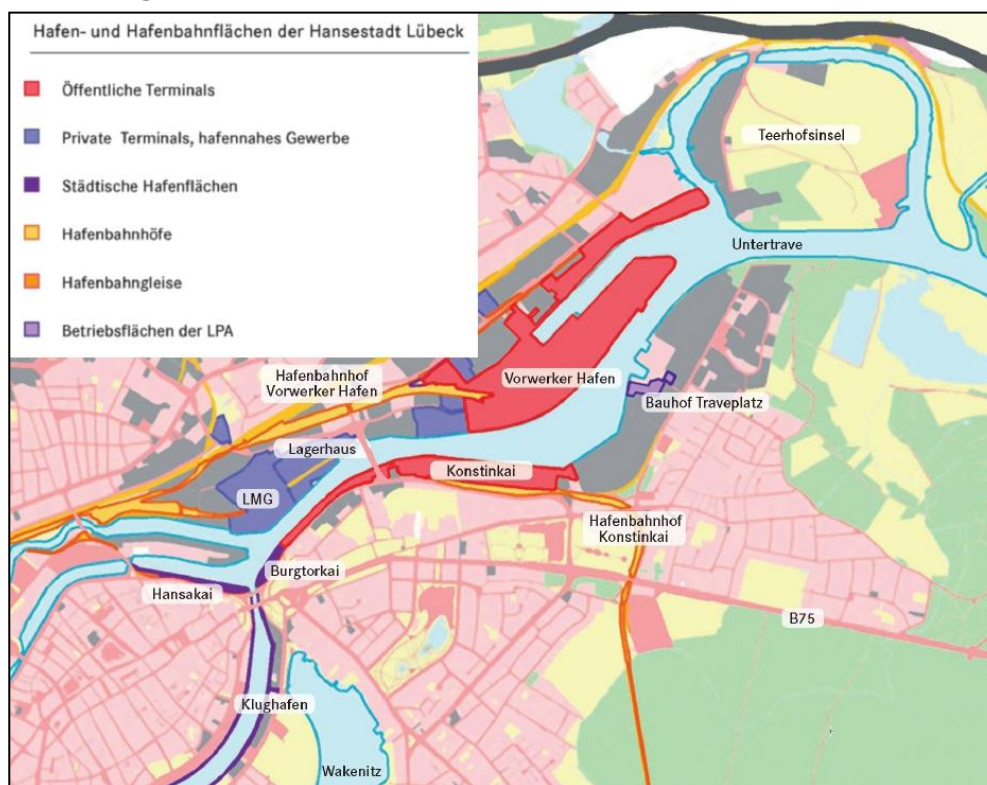 Hafen- und Hafenbahnflächen der Hansestadt Lübeck
Öffentliche Terminals
Private Terminals, hafennahes Gewerbe
Städtische Hafenflächen
Hafenbahnhöfe
Hafenbahngleise
Betriebsflächen der LPA
Teerhofsinsel
Untertrave
Hafenbahnhof
Vorwerker Hafen
Vorwerker Hafen
Bauhof Traveplatz
Lagerhaus
Konstinkai
LMG
Hafenbahnhof
Konstinkai
Burgtorkai
Hansakai
B75
Klughafen
Wakenitz